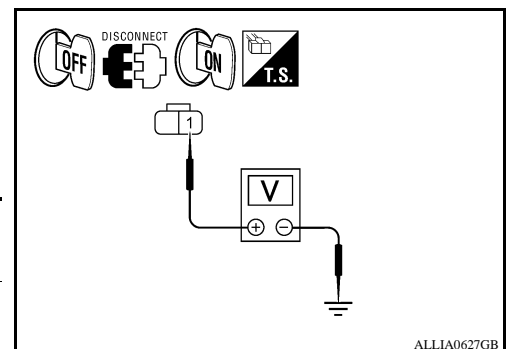 DISCONNECT
OFF
ON
T.S.
1
V
+ −
ALLIA0627GB